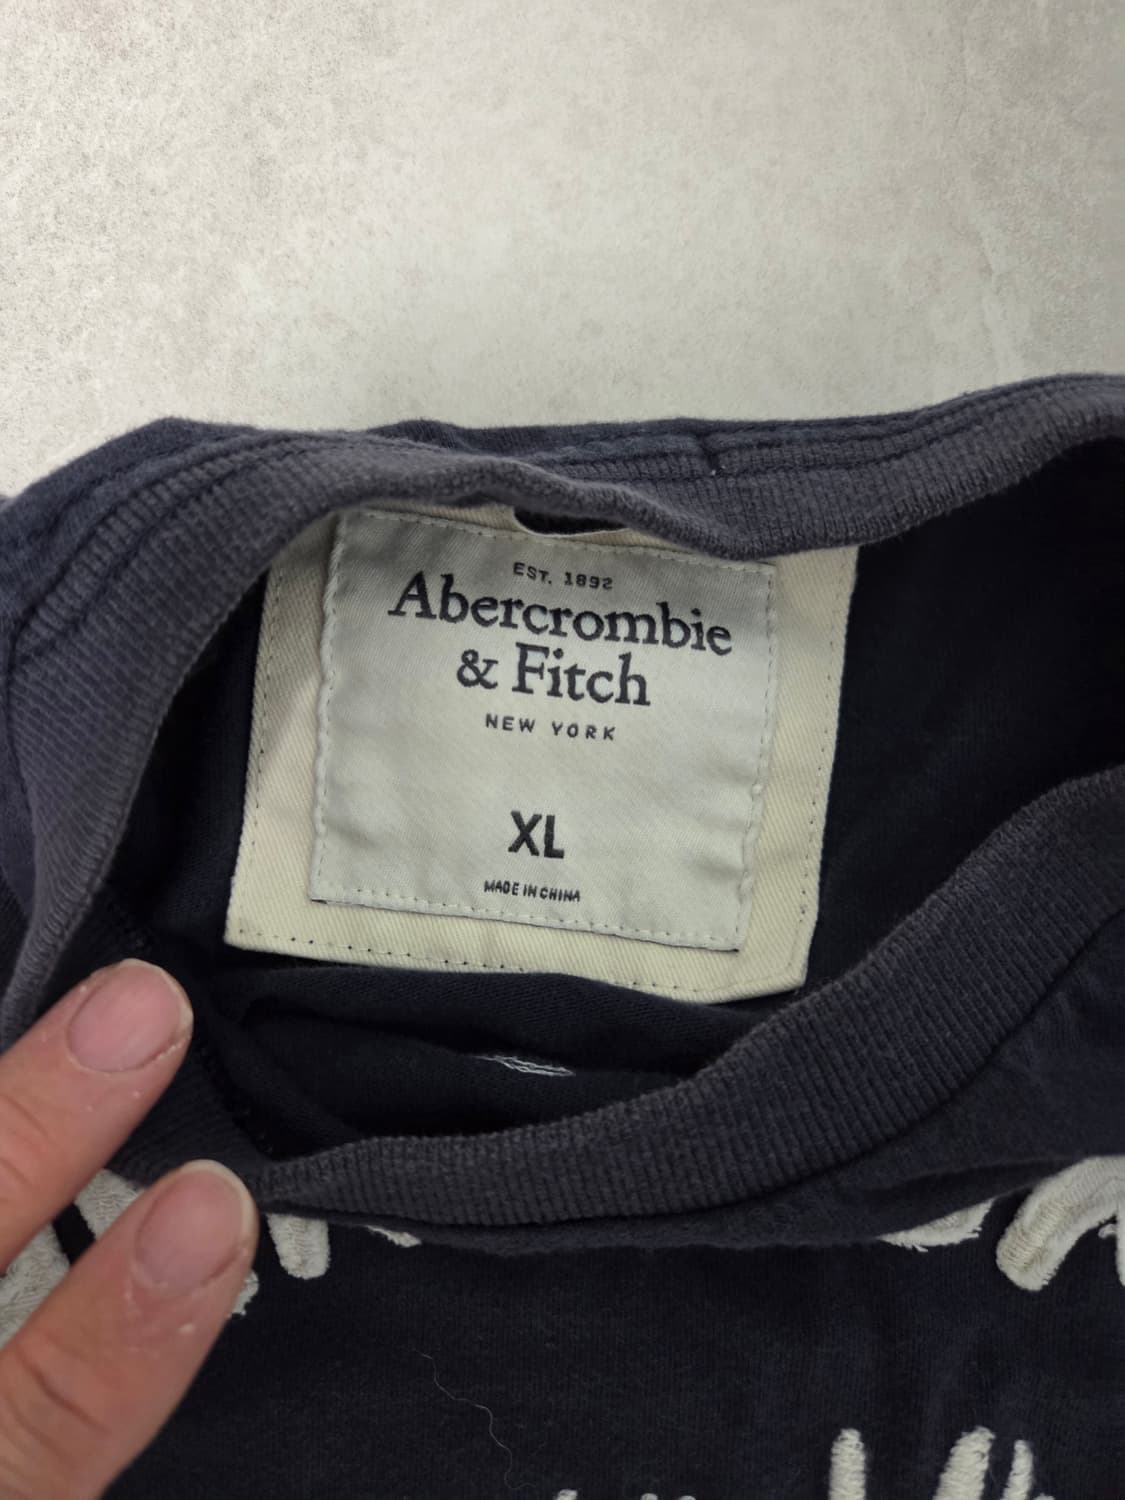 EST. 1892
Abercrombie
& Fitch
NEW YORK
XL
MADE IN CHINA